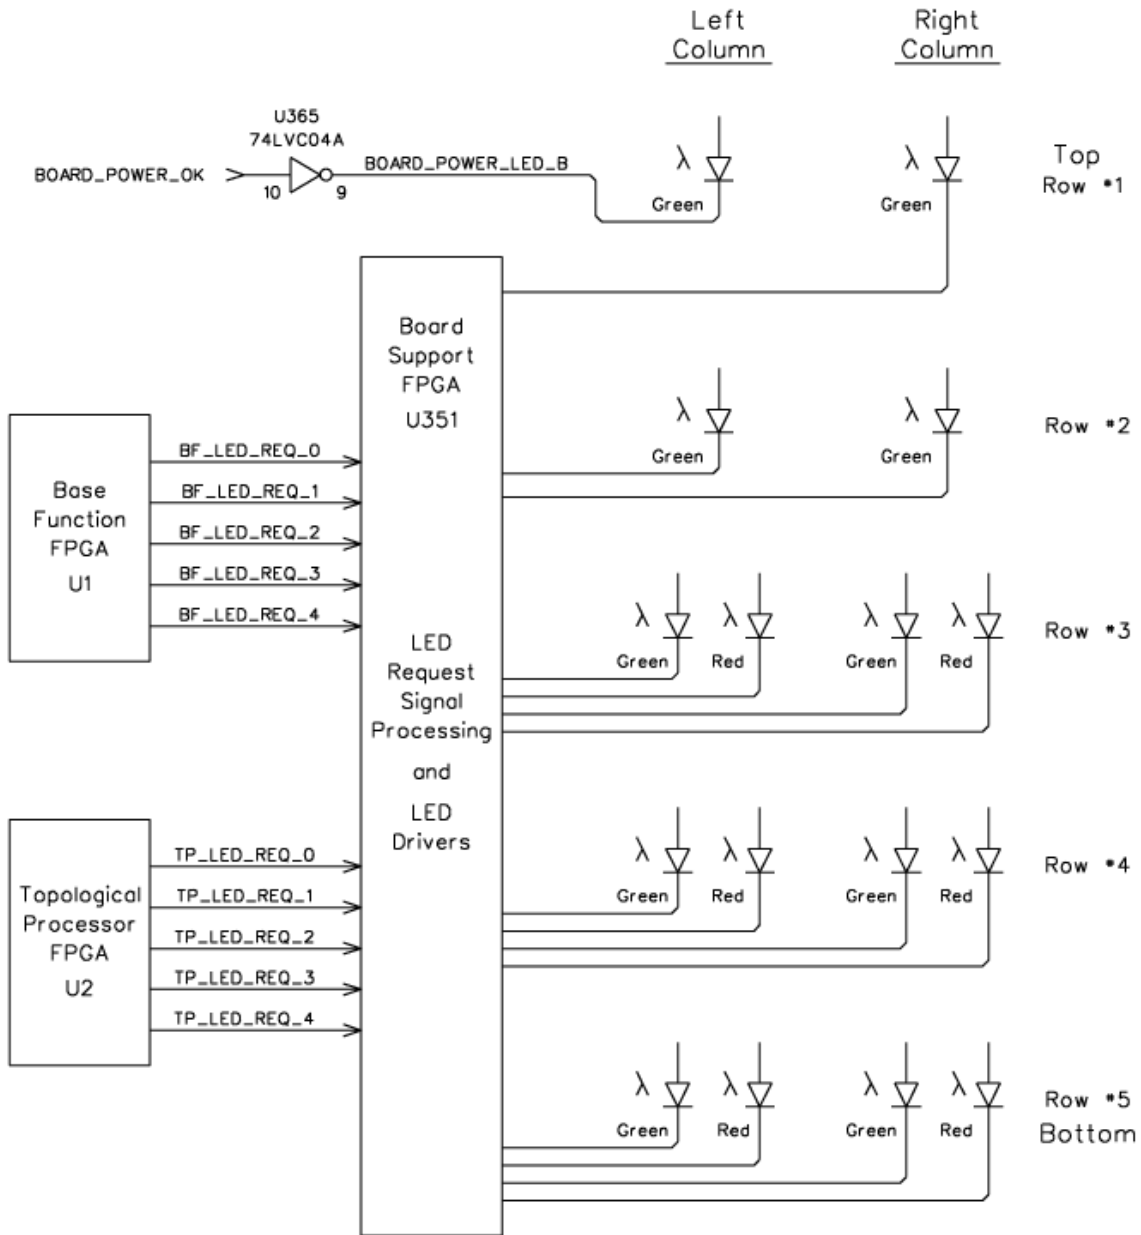 Left
Column
Right
Column
U365
74LVC04A
BOARD_POWER_OK
10
9
BOARD_POWER_LED_B
λ
Green
λ
Green
Top
Row #1
Board
Support
FPGA
U351
λ
Green
λ
Green
Row #2
Base
Function
FPGA
U1
BF_LED_REQ_0
BF_LED_REQ_1
BF_LED_REQ_2
BF_LED_REQ_3
BF_LED_REQ_4
LED
Request
Signal
Processing
and
LED
Drivers
λ
Green
λ
Red
λ
Green
λ
Red
Row #3
Topological
Processor
FPGA
U2
TP_LED_REQ_0
TP_LED_REQ_1
TP_LED_REQ_2
TP_LED_REQ_3
TP_LED_REQ_4
λ
Green
λ
Red
λ
Green
λ
Red
Row #4
λ
Green
λ
Red
λ
Green
λ
Red
Row #5
Bottom